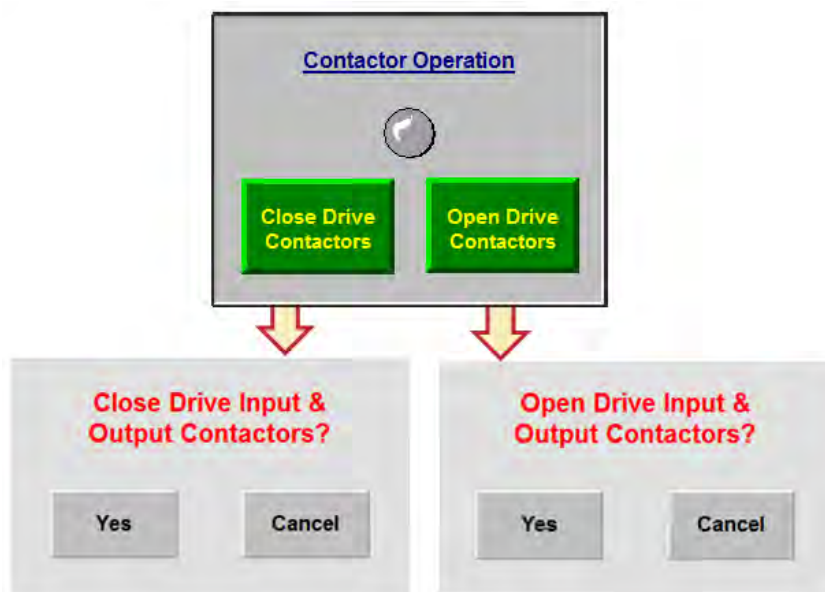 Contactor Operation
Close Drive
Contactors
Open Drive
Contactors
Close Drive Input &
Output Contactors?
Yes
Cancel
Open Drive Input &
Output Contactors?
Yes
Cancel